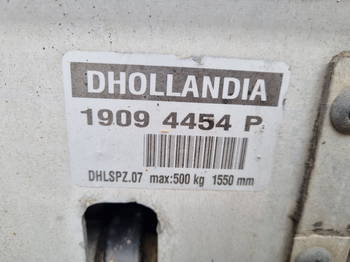 DHOLLANDIA
1909 4454 P
DHLSPZ.07 max:500 kg 1550 mm